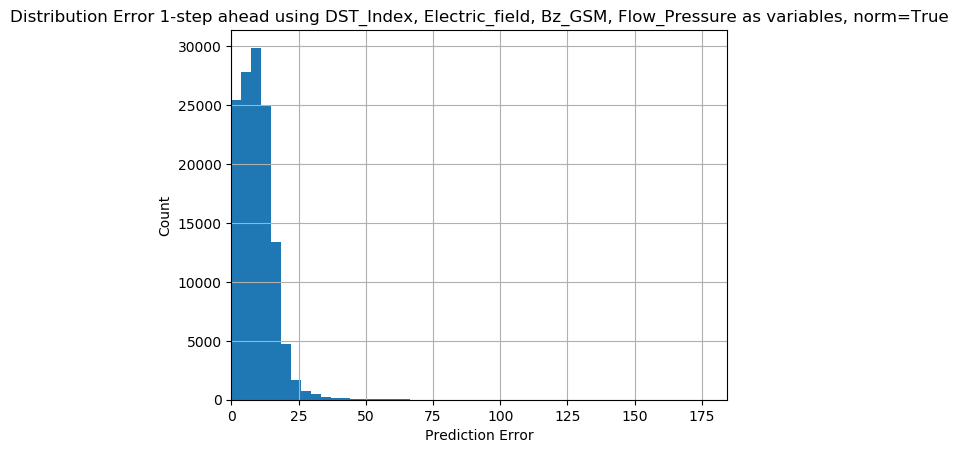 Distribution Error 1-step ahead using DST_Index, Electric_field, Bz_GSM, Flow_Pressure as variables, norm=True
30000
25000
20000
15000
10000
5000
0
Count
0 25 50 75 100 125 150 175
Prediction Error